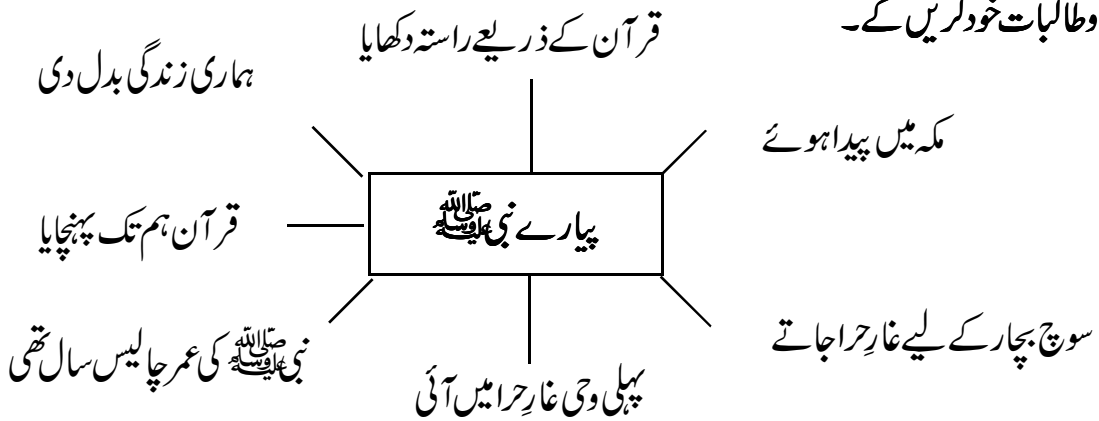 وطالبات خود کریں گے۔
قرآن کے ذریعے راستہ دکھایا
ہماری زندگی بدل دی
مکہ میں پیدا ہوئے
پیارے نبی ﷺ
قرآن ہم تک پہنچایا
سوچ بچار کے لیے غارِ حرا جاتے
نبی ﷺ کی عمر چالیس سال تھی
پہلی وحی غارِ حرا میں آئی